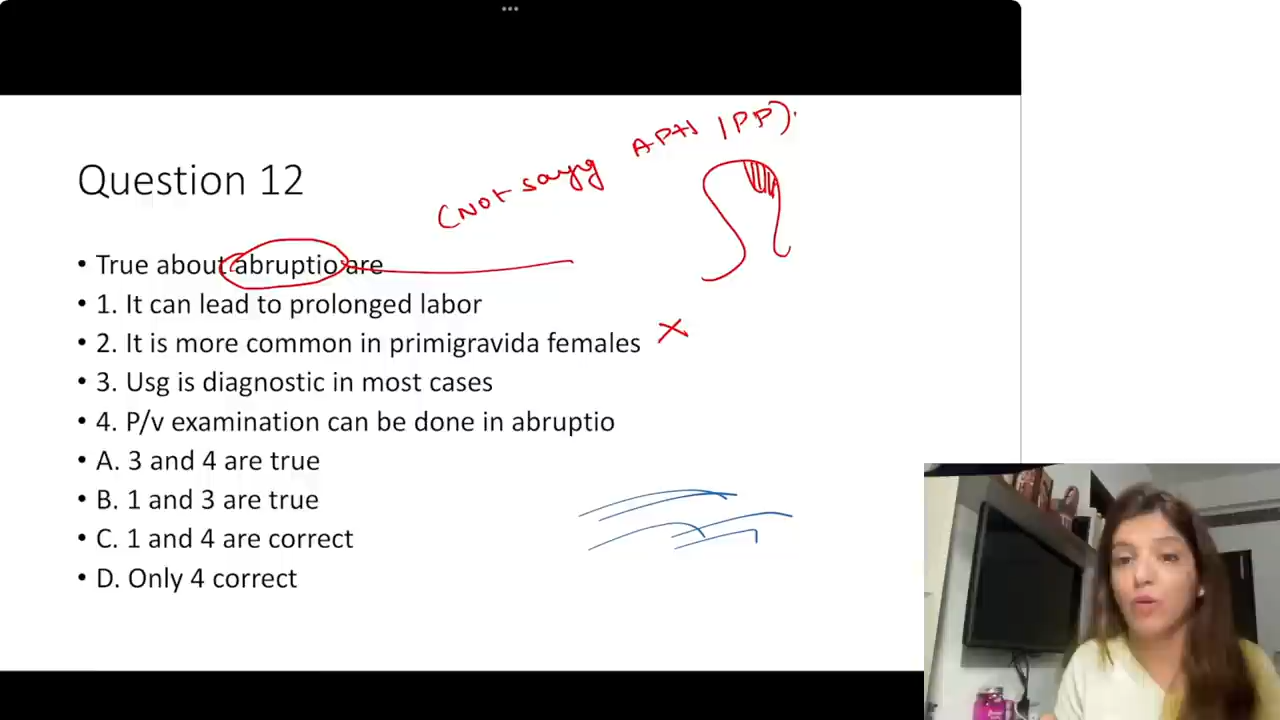 (Not sayg APH / PP).
Question 12
• True about abruptio are
• 1. It can lead to prolonged labor
• 2. It is more common in primigravida females ×
• 3. Usg is diagnostic in most cases
• 4. P/v examination can be done in abruptio
• A. 3 and 4 are true
• B. 1 and 3 are true
• C. 1 and 4 are correct
• D. Only 4 correct